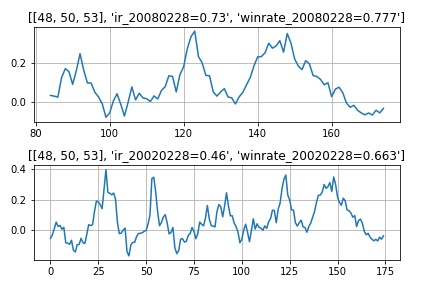 [[48, 50, 53], 'ir_20080228=0.73', 'winrate_20080228=0.777']
0.2
0.0
80 100 120 140 160
[[48, 50, 53], 'ir_20020228=0.46', 'winrate_20020228=0.663']
0.4
0.2
0.0
0 25 50 75 100 125 150 175